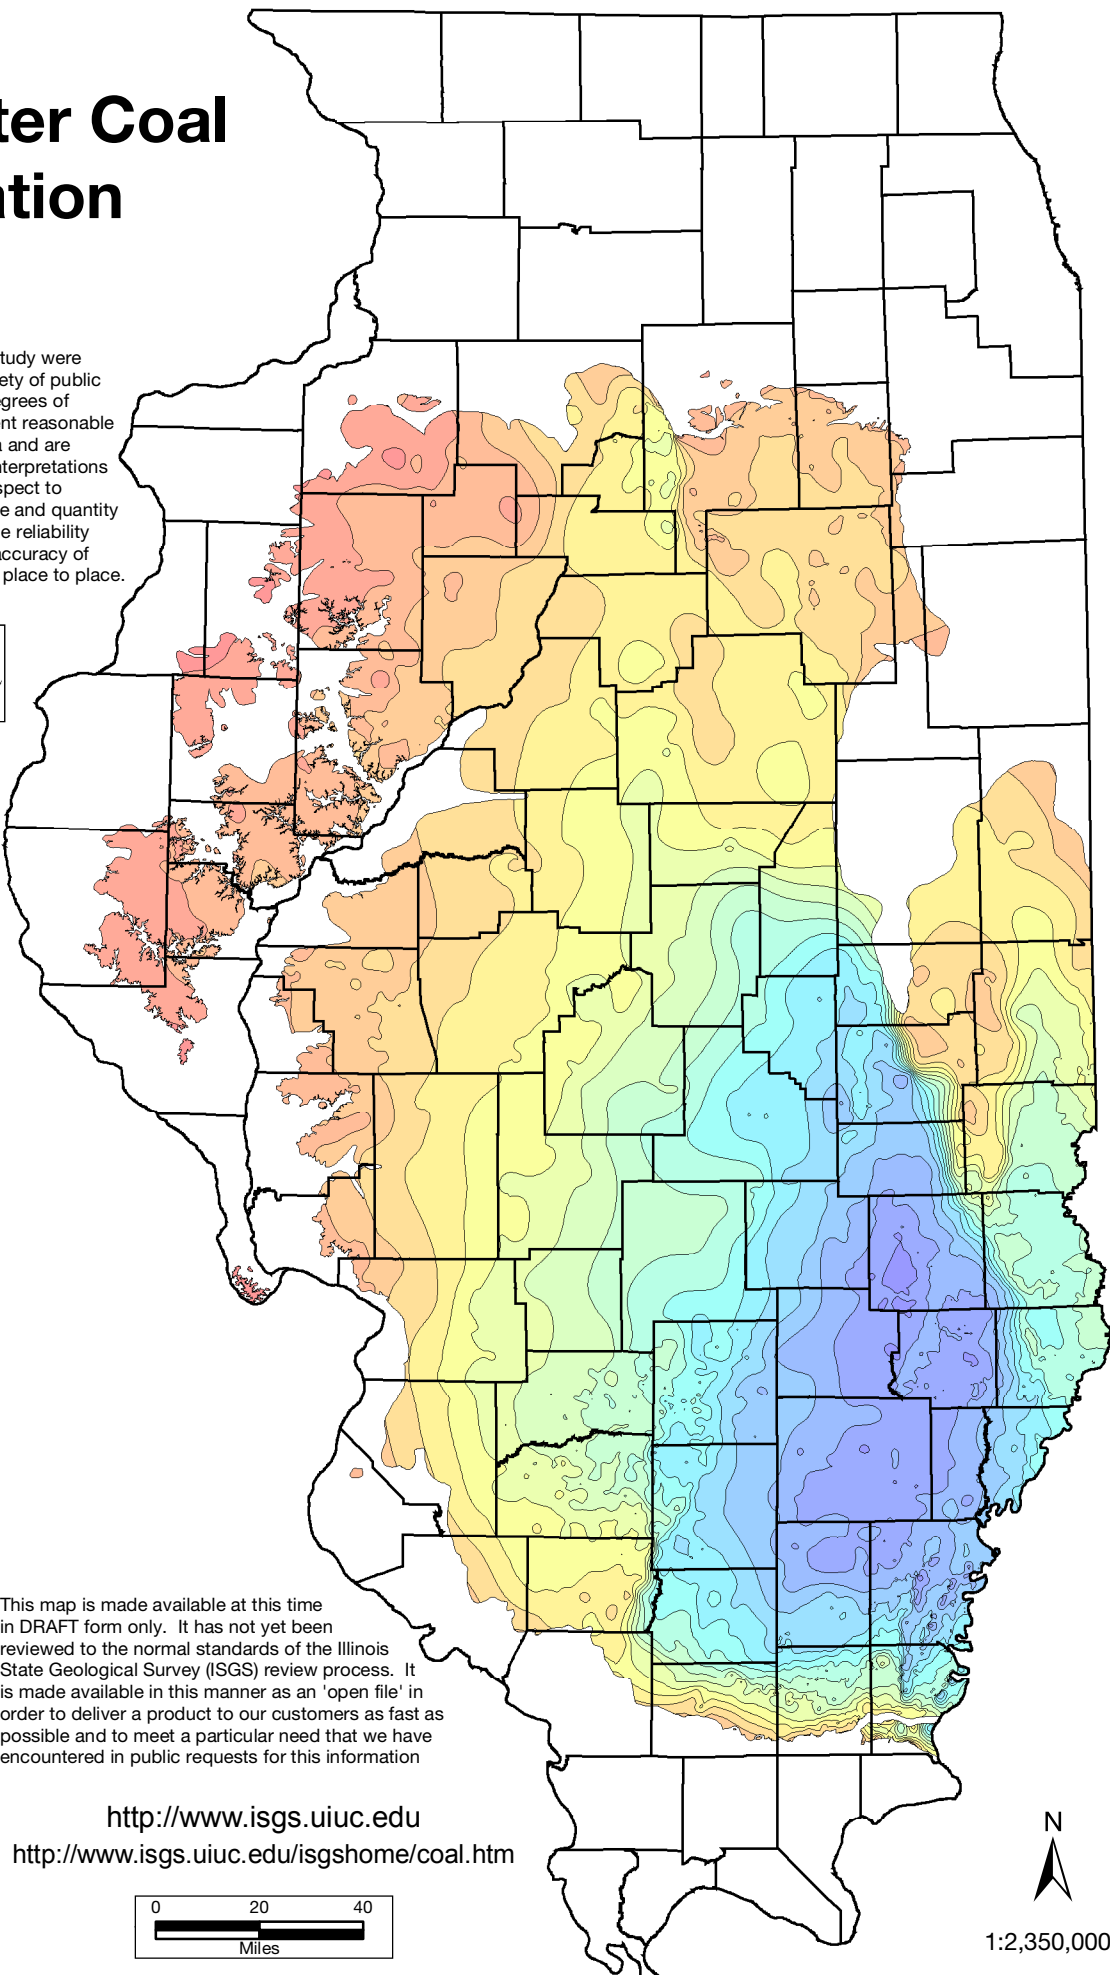 ter Coal
ation
tudy were
ety of public
egrees of
ent reasonable
a and are
nterpretations
spect to
e and quantity
e reliability
accuracy of
place to place.
This map is made available at this time
in DRAFT form only. It has not yet been
reviewed to the normal standards of the Illinois
State Geological Survey (ISGS) review process. It
is made available in this manner as an 'open file' in
order to deliver a product to our customers as fast as
possible and to meet a particular need that we have
encountered in public requests for this information
http://www.isgs.uiuc.edu
http://www.isgs.uiuc.edu/isgshome/coal.htm
0 20 40
Miles
N
1:2,350,000